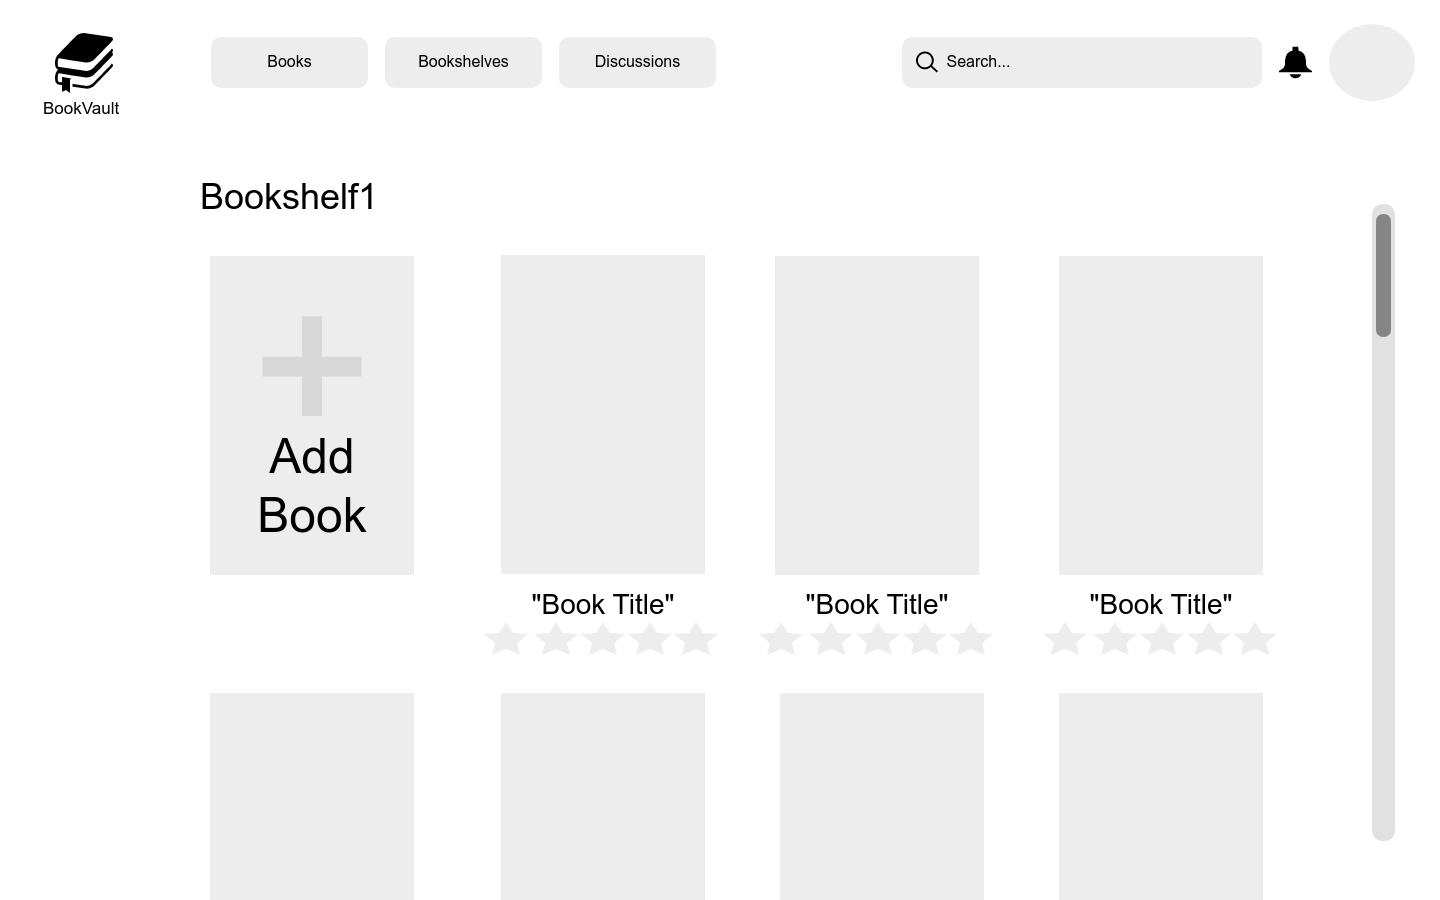 Books
Bookshelves
Discussions
Search...
BookVault
Bookshelf1
Add
Book
"Book Title"
"Book Title"
"Book Title"